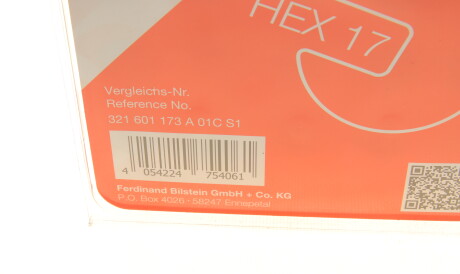 HEX 17
Vergleichs-Nr.
Reference No.
321 601 173 A 01C S1
4 054224 754061
Ferdinand Bilstein GmbH + Co. KG
P.O. Box 4026 - 58247 Ennepetal